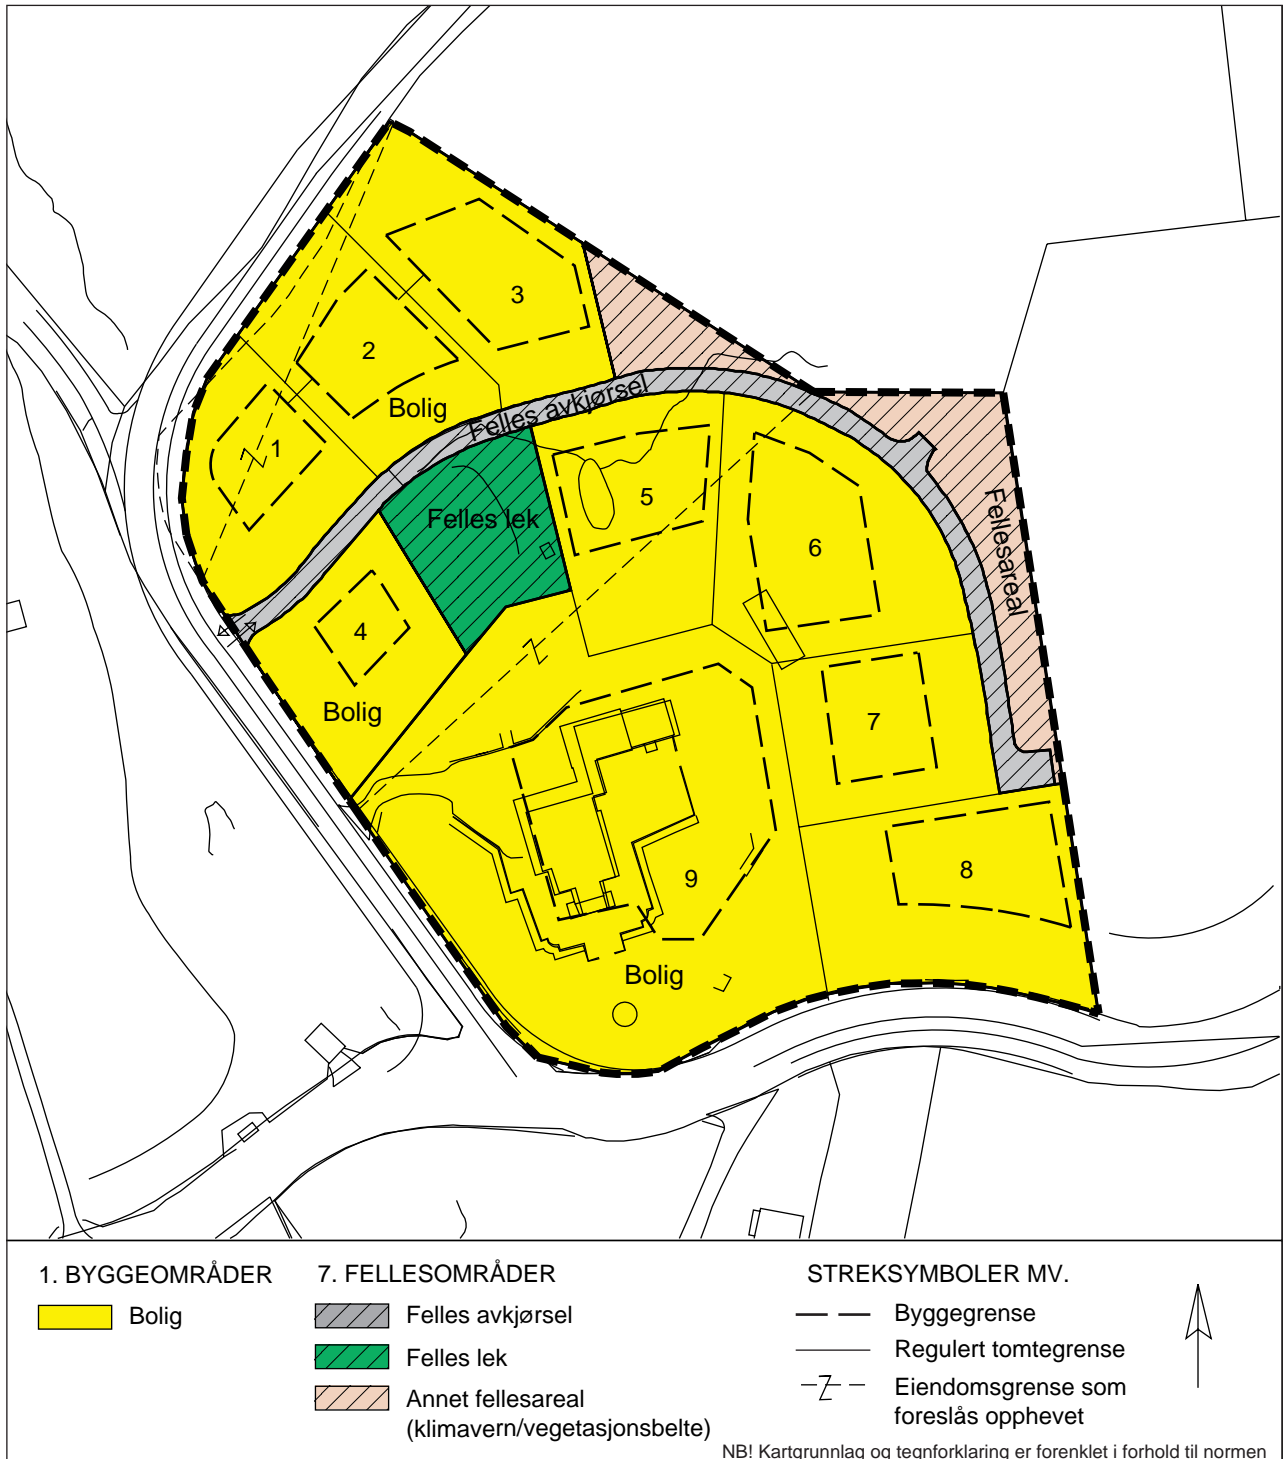 3
2
Bolig
Felles avkjørsel
1
5
Felles lek
6
Fellesareal
4
Bolig
7
9
8
Bolig
1. BYGGEOMRÅDER
Bolig
7. FELLESOMRÅDER
Felles avkjørsel
Felles lek
Annet fellesareal
(klimavern/vegetasjonsbelte)
STREKSYMBOLER MV.
Byggegrense
Regulert tomtegrense
Eiendomsgrense som
foreslås opphevet
NB! Kartgrunnlag og tegnforklaring er forenklet i forhold til normen